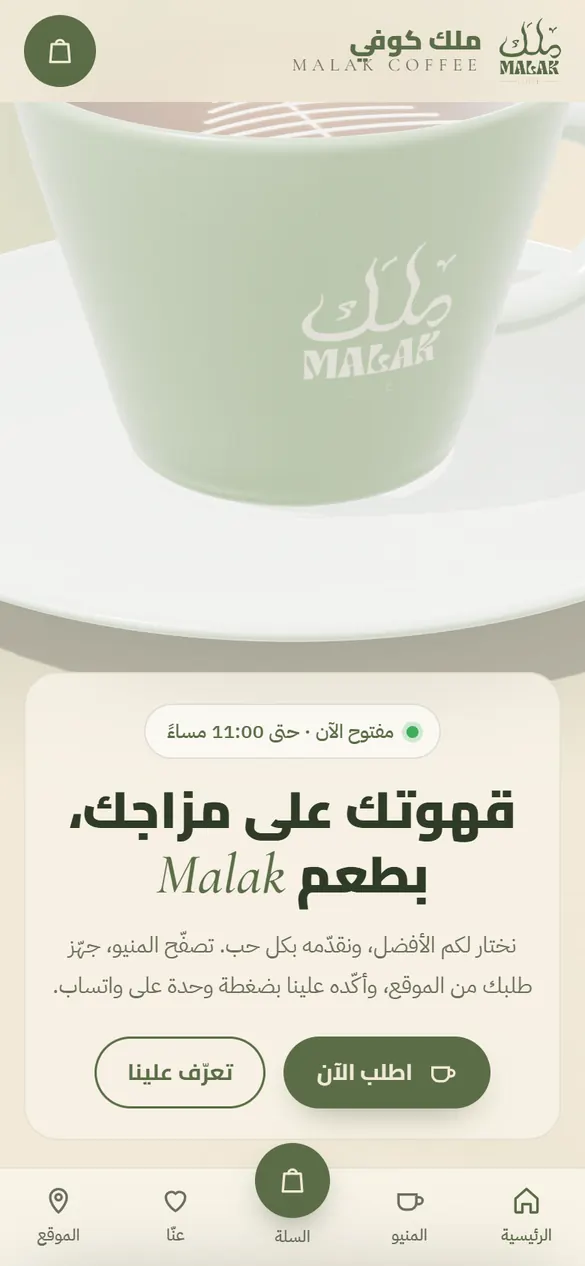 ملك
MALAK
ملك كوفي
MALAK COFFEE
ملك
MALAK
مفتوح الآن · حتى 11:00 مساءً
قهوتك على مزاجك،
بطعم Malak
نختار لكم الأفضل، ونقدّمه بكل حب. تصفّح المنيو، جهّز
طلبك من الموقع، وأكّده علينا بضغطة وحدة على واتساب.
اطلب الآن
تعرّف علينا
الرئيسية
المنيو
السلة
عنّا
الموقع